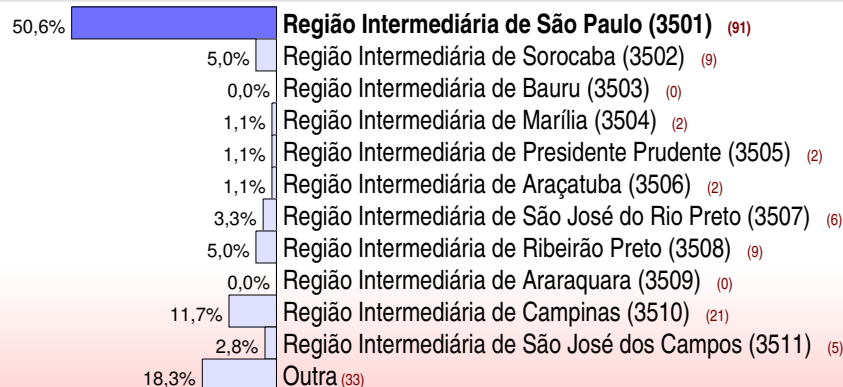 50,6% Região Intermediária de São Paulo (3501) (91)
5,0% Região Intermediária de Sorocaba (3502) (9)
0,0% Região Intermediária de Bauru (3503) (0)
1,1% Região Intermediária de Marília (3504) (2)
1,1% Região Intermediária de Presidente Prudente (3505) (2)
1,1% Região Intermediária de Araçatuba (3506) (2)
3,3% Região Intermediária de São José do Rio Preto (3507) (6)
5,0% Região Intermediária de Ribeirão Preto (3508) (9)
0,0% Região Intermediária de Araraquara (3509) (0)
11,7% Região Intermediária de Campinas (3510) (21)
2,8% Região Intermediária de São José dos Campos (3511) (5)
18,3% Outra (33)